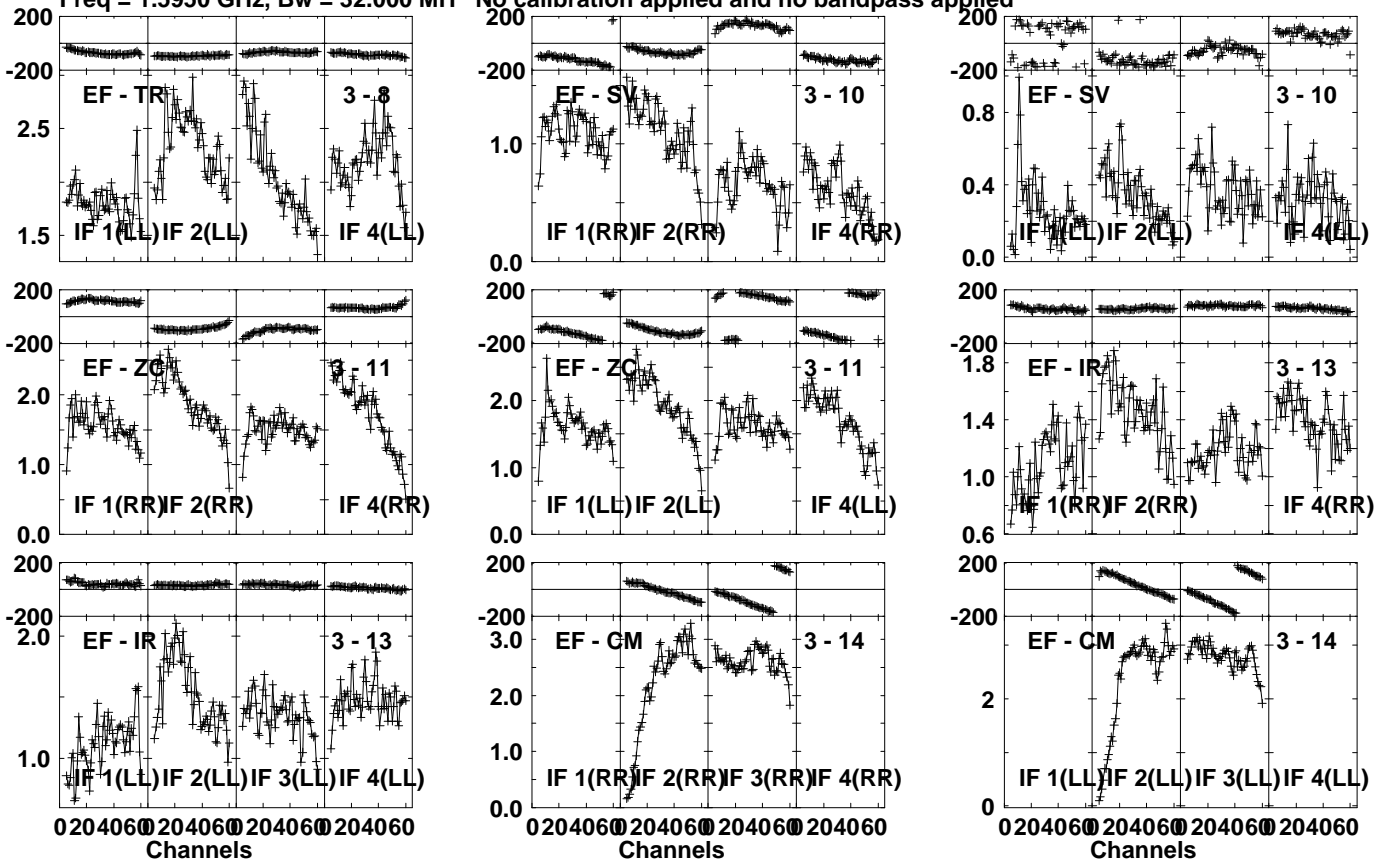 Freq = 1.5950 GHz, Bw = 32.000 MH No calibration applied and no bandpass applied
200
-200
2.5
1.5
EF - TR
3 - 8
IF 1(LL)
IF 2(LL)
IF 4(LL)
200
-200
1.0
0.0
EF - SV
3 - 10
IF 1(RR)
IF 2(RR)
IF 4(RR)
200
-200
0.8
0.4
0.0
EF - SV
3 - 10
IF 1(LL)
IF 2(LL)
IF 4(LL)
200
-200
2.0
1.0
0.0
EF - ZC
3 - 11
IF 1(RR)
IF 2(RR)
IF 4(RR)
200
-200
2.0
1.0
0.0
EF - ZC
3 - 11
IF 1(LL)
IF 2(LL)
IF 4(LL)
200
-200
1.8
1.4
1.0
0.6
EF - IR
3 - 13
IF 1(RR)
IF 2(RR)
IF 4(RR)
200
-200
2.0
1.0
EF - IR
3 - 13
IF 1(LL)
IF 2(LL)
IF 3(LL)
IF 4(LL)
0 20 40 60 0 20 40 60 0 20 40 60 0 20 40 60
Channels
200
-200
3.0
2.0
1.0
0.0
EF - CM
3 - 14
IF 1(RR)
IF 2(RR)
IF 3(RR)
IF 4(RR)
0 20 40 60 0 20 40 60 0 20 40 60 0 20 40 60
Channels
200
-200
2
0
EF - CM
3 - 14
IF 1(LL)
IF 2(LL)
IF 3(LL)
IF 4(LL)
0 20 40 60 0 20 40 60 0 20 40 60 0 20 40 60
Channels